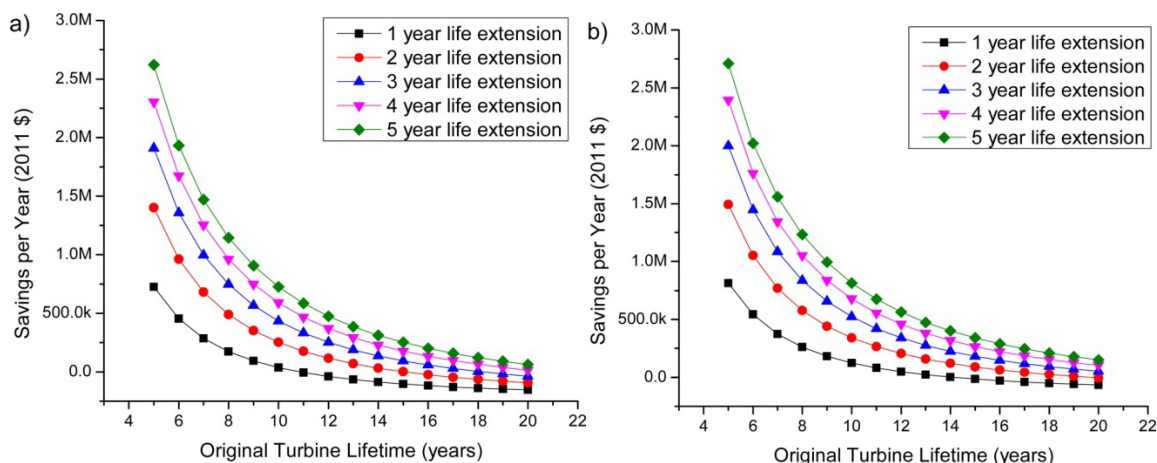 a)
Savings per Year (2011 $)
3.0M
2.5M
2.0M
1.5M
1.0M
500.0k
0.0
1 year life extension
2 year life extension
3 year life extension
4 year life extension
5 year life extension
4 6 8 10 12 14 16 18 20 22
Original Turbine Lifetime (years)
b)
Savings per Year (2011 $)
3.0M
2.5M
2.0M
1.5M
1.0M
500.0k
0.0
1 year life extension
2 year life extension
3 year life extension
4 year life extension
5 year life extension
4 6 8 10 12 14 16 18 20 22
Original Turbine Lifetime (years)